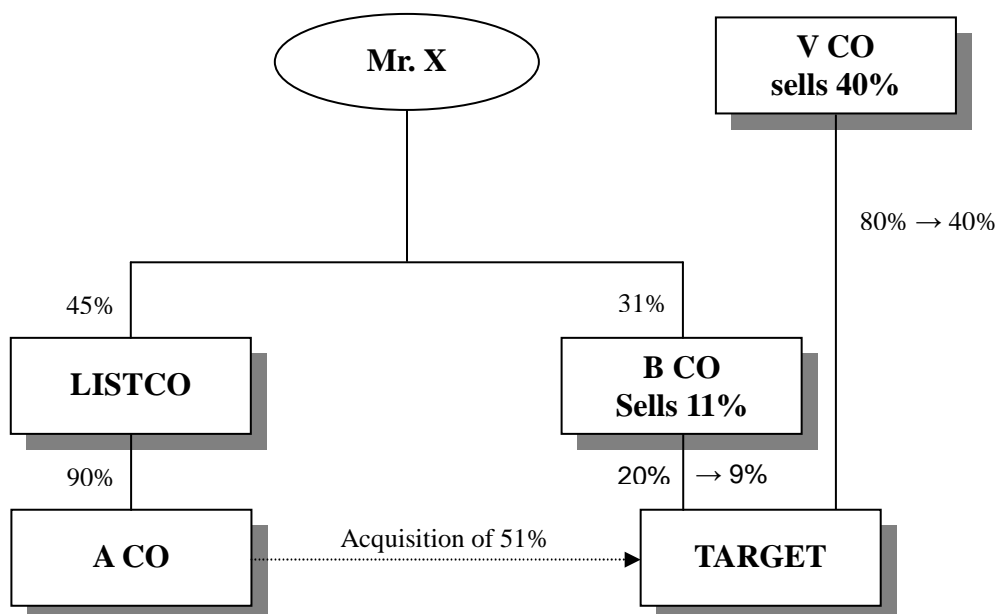 Mr. X
V CO
sells 40%
80% → 40%
45%
31%
LISTCO
B CO
Sells 11%
90%
20% → 9%
A CO
Acquisition of 51%
TARGET